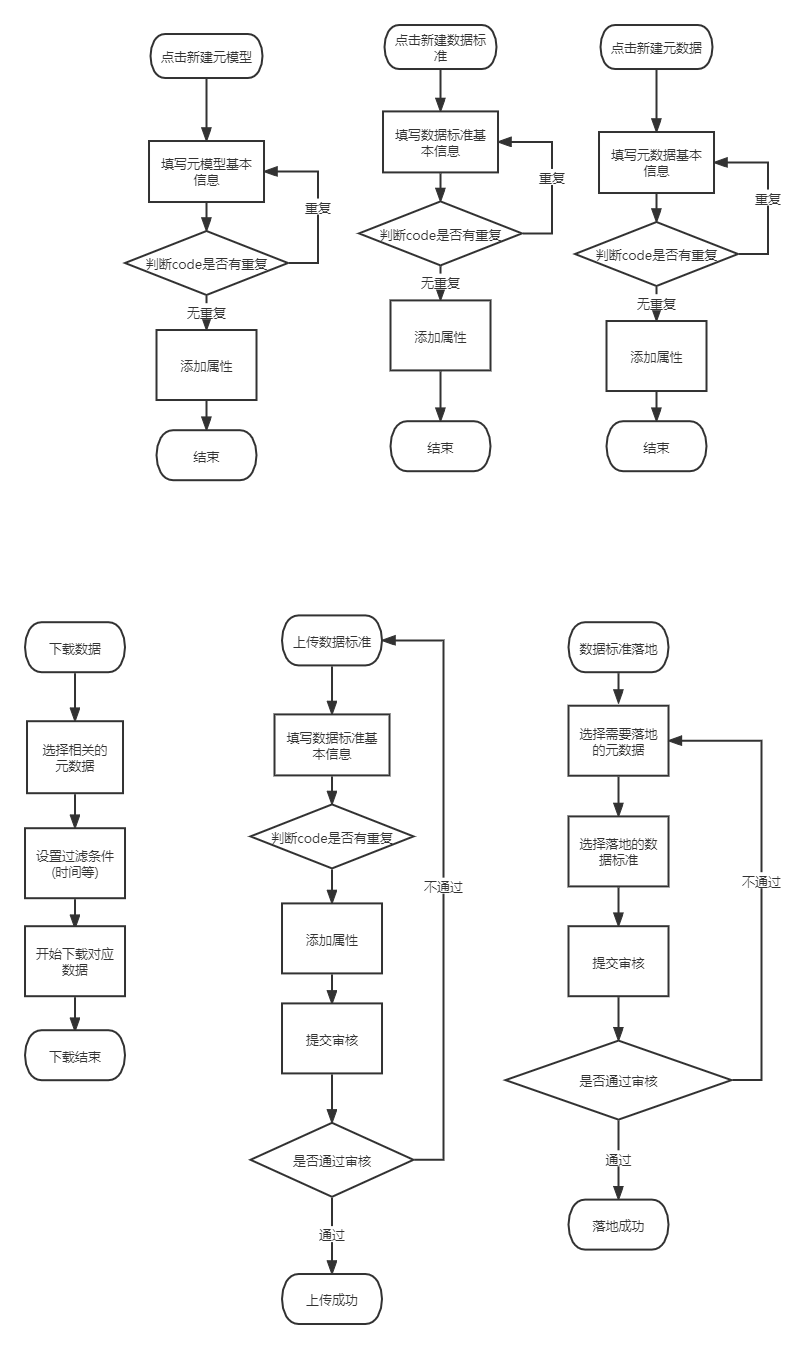 点击新建元模型
填写元模型基本
信息
重复
判断code是否有重复
无重复
添加属性
结束
点击新建数据标
准
填写数据标准基
本信息
重复
判断code是否有重复
无重复
添加属性
结束
点击新建元数据
填写元数据基本
信息
重复
判断code是否有重复
无重复
添加属性
结束
下载数据
选择相关的
元数据
设置过滤条件
(时间等)
开始下载对应
数据
下载结束
上传数据标准
填写数据标准基
本信息
判断code是否有重复
不通过
添加属性
提交审核
是否通过审核
通过
上传成功
数据标准落地
选择需要落地
的元数据
选择落地的数
据标准
不通过
提交审核
是否通过审核
通过
落地成功